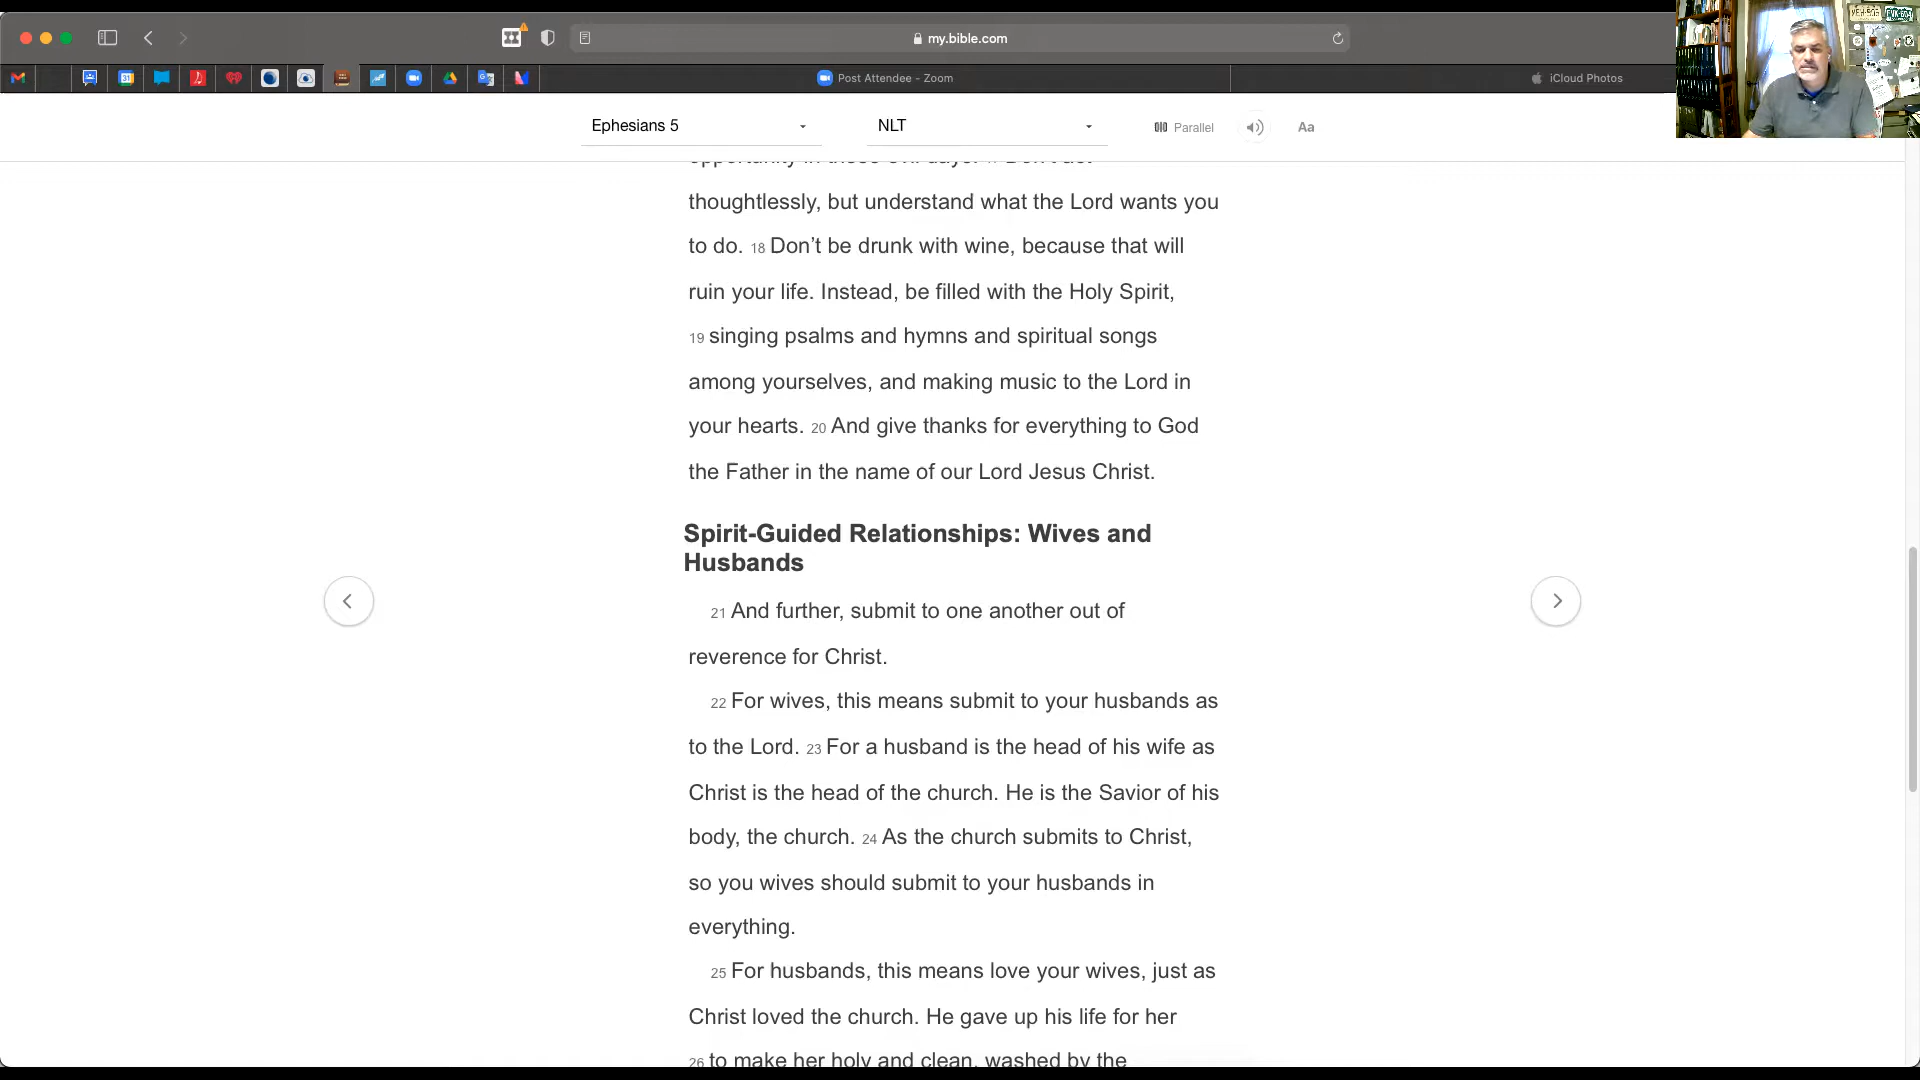 my.bible.com
Post Attendee - Zoom
iCloud Photos
Ephesians 5
NLT
Parallel
Aa
thoughtlessly, but understand what the Lord wants you
to do. 18 Don’t be drunk with wine, because that will
ruin your life. Instead, be filled with the Holy Spirit,
19 singing psalms and hymns and spiritual songs
among yourselves, and making music to the Lord in
your hearts. 20 And give thanks for everything to God
the Father in the name of our Lord Jesus Christ.
Spirit-Guided Relationships: Wives and
Husbands
21 And further, submit to one another out of
reverence for Christ.
22 For wives, this means submit to your husbands as
to the Lord. 23 For a husband is the head of his wife as
Christ is the head of the church. He is the Savior of his
body, the church. 24 As the church submits to Christ,
so you wives should submit to your husbands in
everything.
25 For husbands, this means love your wives, just as
Christ loved the church. He gave up his life for her
26 to make her holy and clean, washed by the